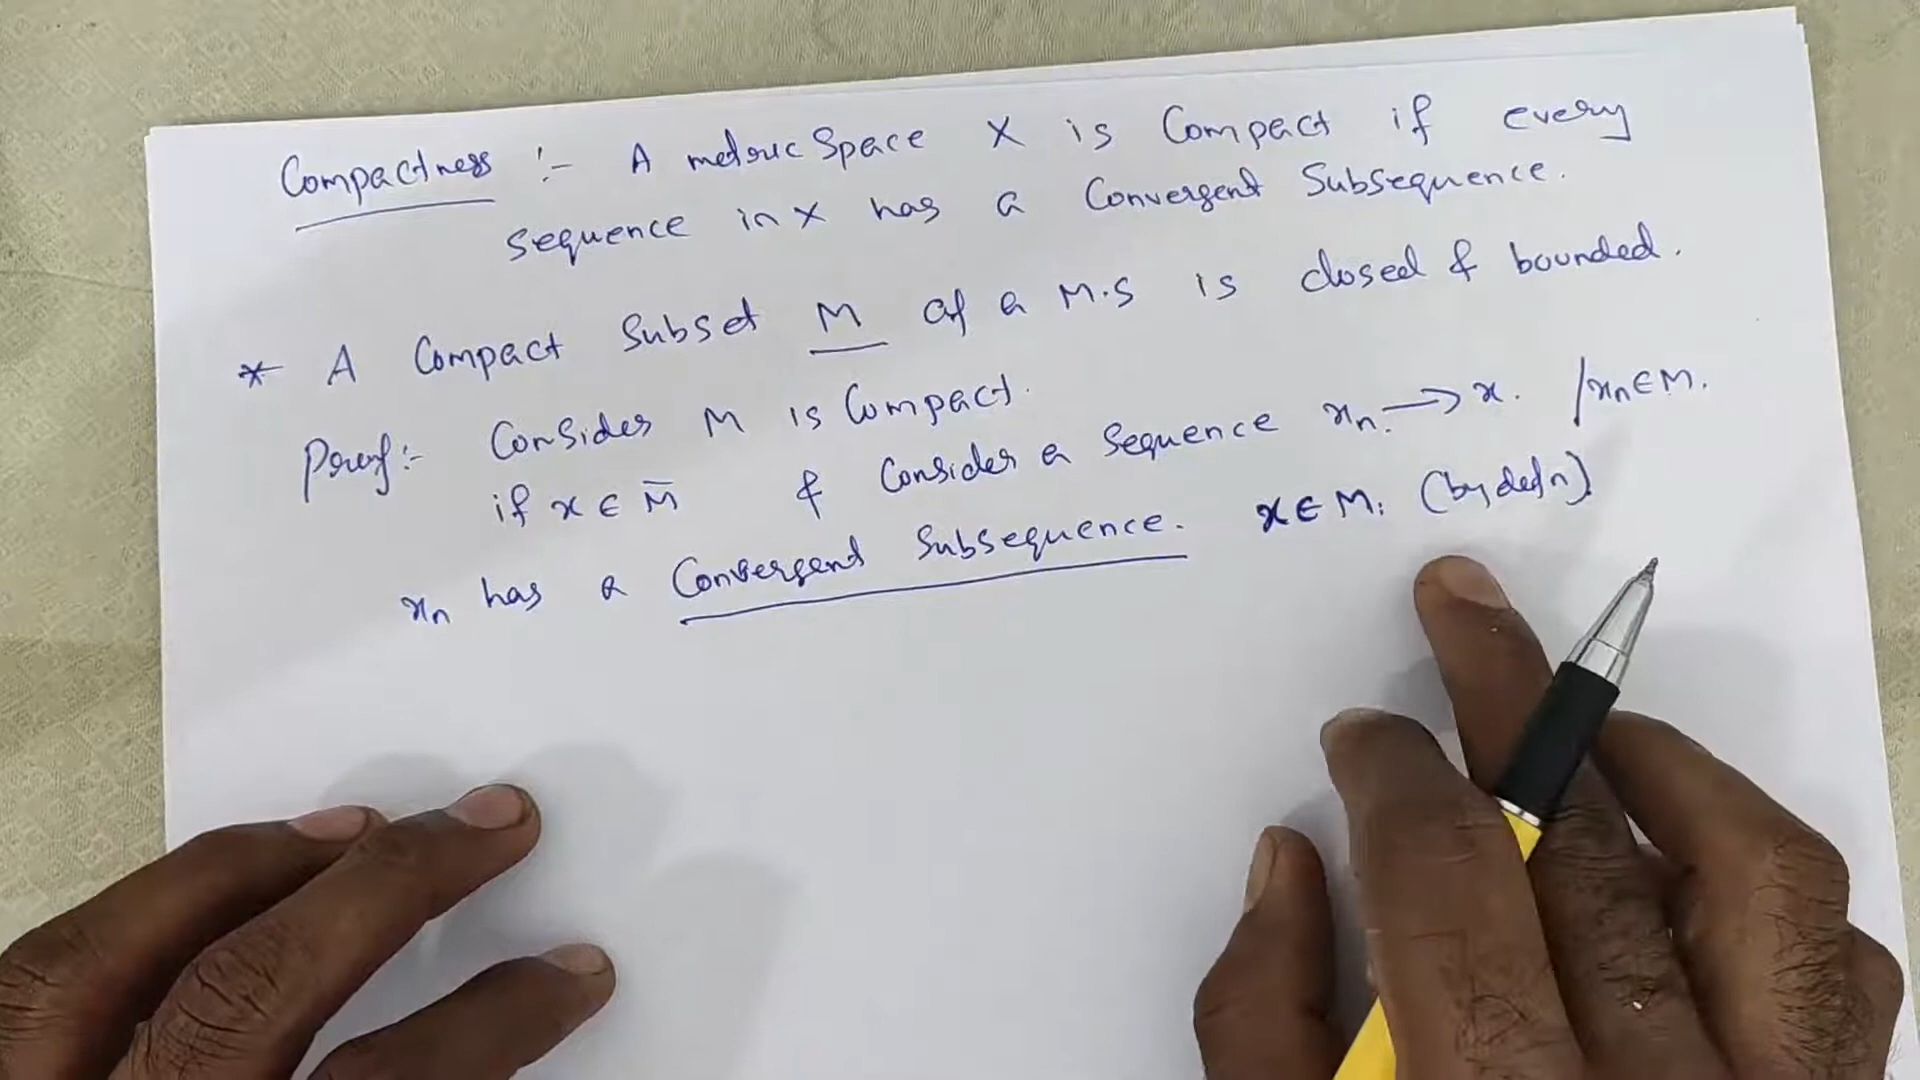 Compactness :- A metric Space X is Compact if every
sequence in X has a Convergent Subsequence.
* A Compact Subset M of a M.S is closed & bounded.
Proof:- Consider M is Compact.
if x ∈ M̄ & Consider a Sequence xₙ → x. /xₙ ∈ M.
xₙ has a Convergent Subsequence. x ∈ M. (by defn)